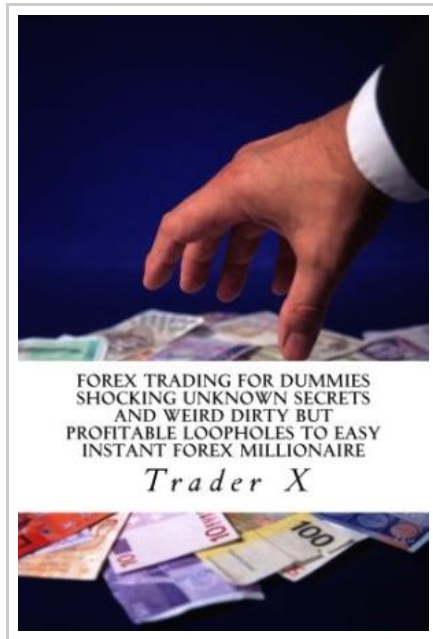 FOREX TRADING FOR DUMMIES
SHOCKING UNKNOWN SECRETS
AND WEIRD DIRTY BUT
PROFITABLE LOOPHOLES TO EASY
INSTANT FOREX MILLIONAIRE
Trader X
100